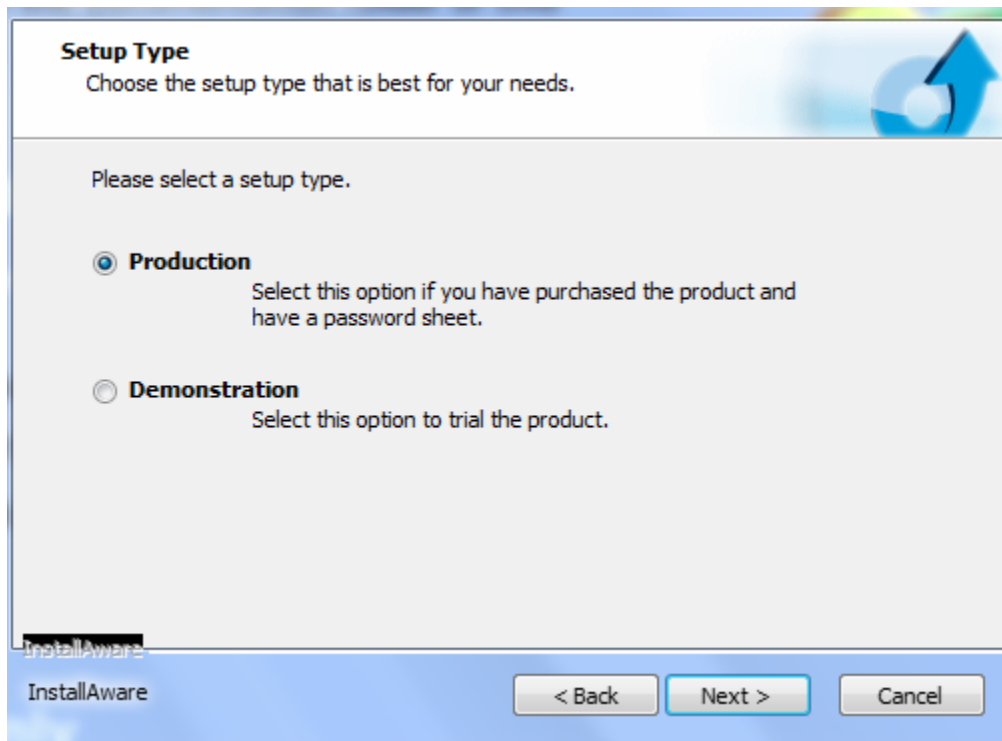 Setup Type
Choose the setup type that is best for your needs.
Please select a setup type.
Production
Select this option if you have purchased the product and
have a password sheet.
Demonstration
Select this option to trial the product.
InstallAware
InstallAware
< Back
Next >
Cancel